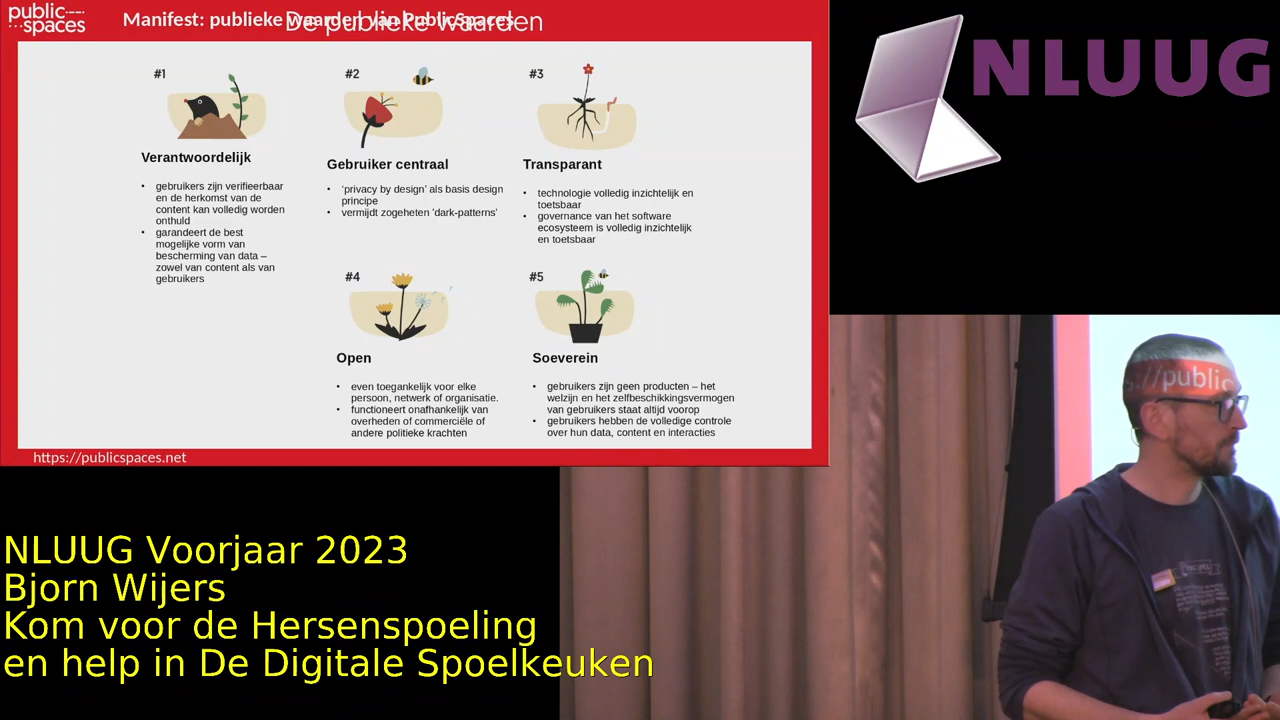 public
spaces
Manifest: publieke waarden van PublicSpaces
De publieke waarden
#1
Verantwoordelijk
• gebruikers zijn verifieerbaar
en de herkomst van de
content kan volledig worden
onthuld
• garandeert de best
mogelijke vorm van
bescherming van data –
zowel van content als van
gebruikers
#2
Gebruiker centraal
• ‘privacy by design’ als basis design
principe
• vermijdt zogeheten ‘dark-patterns’
#3
Transparant
• technologie volledig inzichtelijk en
toetsbaar
• governance van het software
ecosysteem is volledig inzichtelijk
en toetsbaar
#4
Open
• even toegankelijk voor elke
persoon, netwerk of organisatie.
• functioneert onafhankelijk van
overheden of commerciële of
andere politieke krachten
#5
Soeverein
• gebruikers zijn geen producten – het
welzijn en het zelfbeschikkingsvermogen
van gebruikers staat altijd voorop
• gebruikers hebben de volledige controle
over hun data, content en interacties
https://publicspaces.net
NLUUG
://public
NLUUG Voorjaar 2023
Bjorn Wijers
Kom voor de Hersenspoeling
en help in De Digitale Spoelkeuken